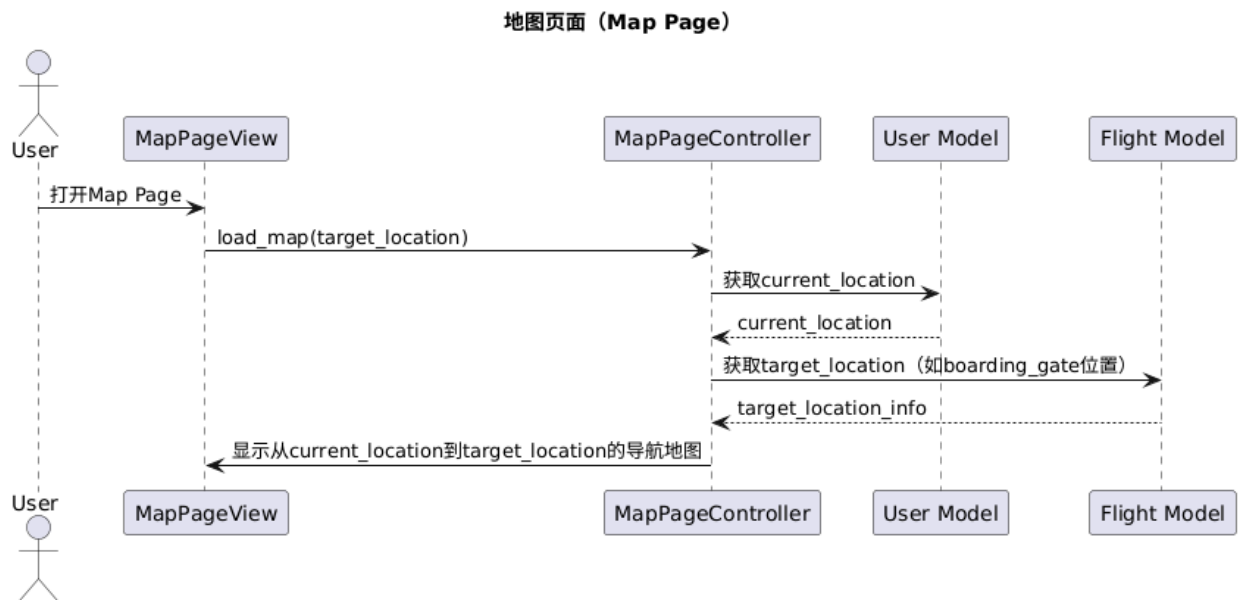 地图页面（Map Page）
User
MapPageView
MapPageController
User Model
Flight Model
打开Map Page
load_map(target_location)
获取current_location
current_location
获取target_location（如boarding_gate位置）
target_location_info
显示从current_location到target_location的导航地图
User
MapPageView
MapPageController
User Model
Flight Model